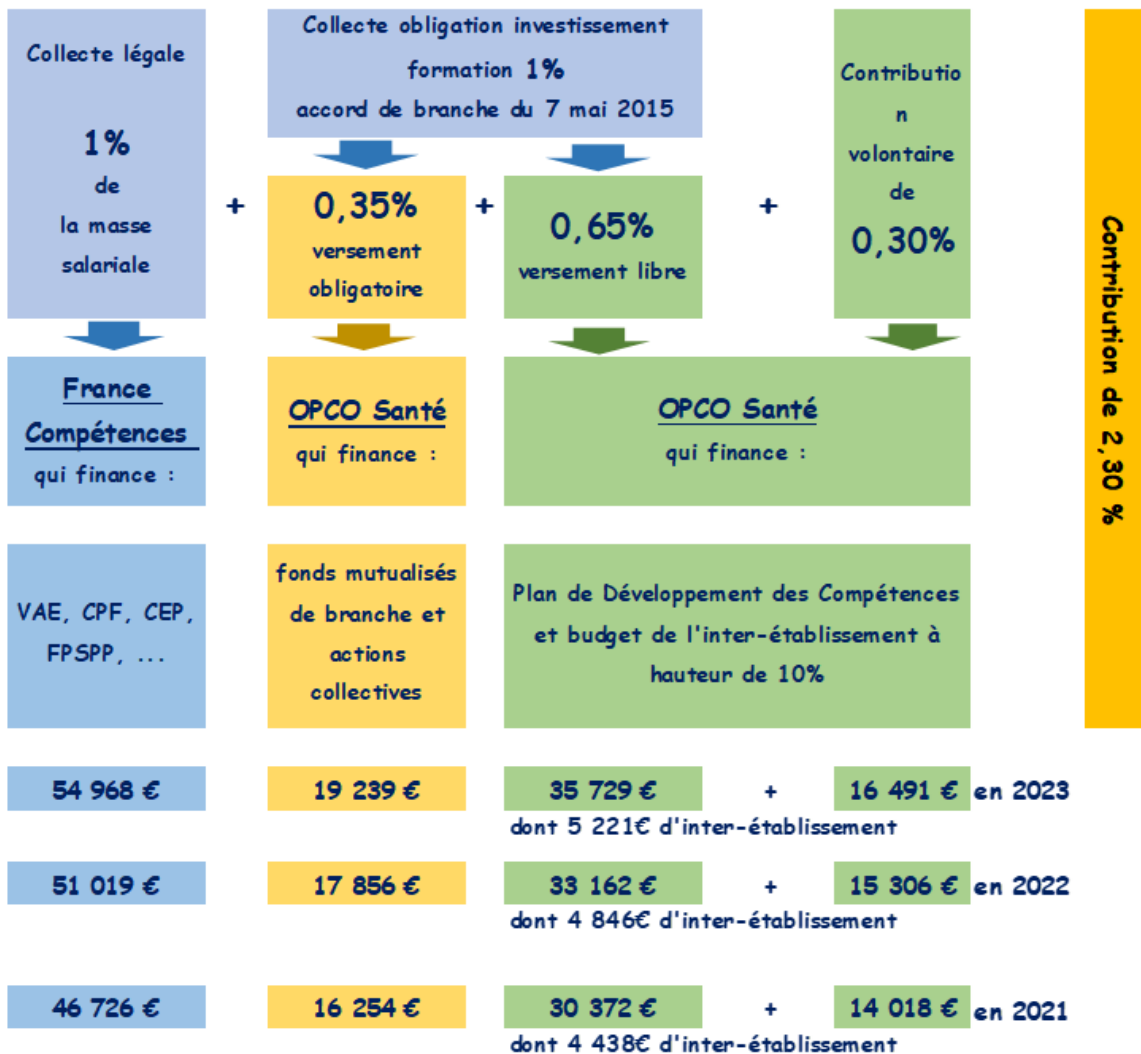 Collecte légale
1%
de
la masse
salariale
Collecte obligation investissement
formation 1%
accord de branche du 7 mai 2015
Contributio
n
volontaire
de
0,30%
+
0,35%
versement
obligatoire
+
0,65%
versement libre
+
Contribution de 2,30 %
France
Compétences
qui finance :
OPCO Santé
qui finance :
OPCO Santé
qui finance :
VAE, CPF, CEP,
FPSPP, ...
fonds mutualisés
de branche et
actions
collectives
Plan de Développement des Compétences
et budget de l'inter-établissement à
hauteur de 10%
54 968 € 19 239 € 35 729 € + 16 491 € en 2023
dont 5 221€ d'inter-établissement
51 019 € 17 856 € 33 162 € + 15 306 € en 2022
dont 4 846€ d'inter-établissement
46 726 € 16 254 € 30 372 € + 14 018 € en 2021
dont 4 438€ d'inter-établissement